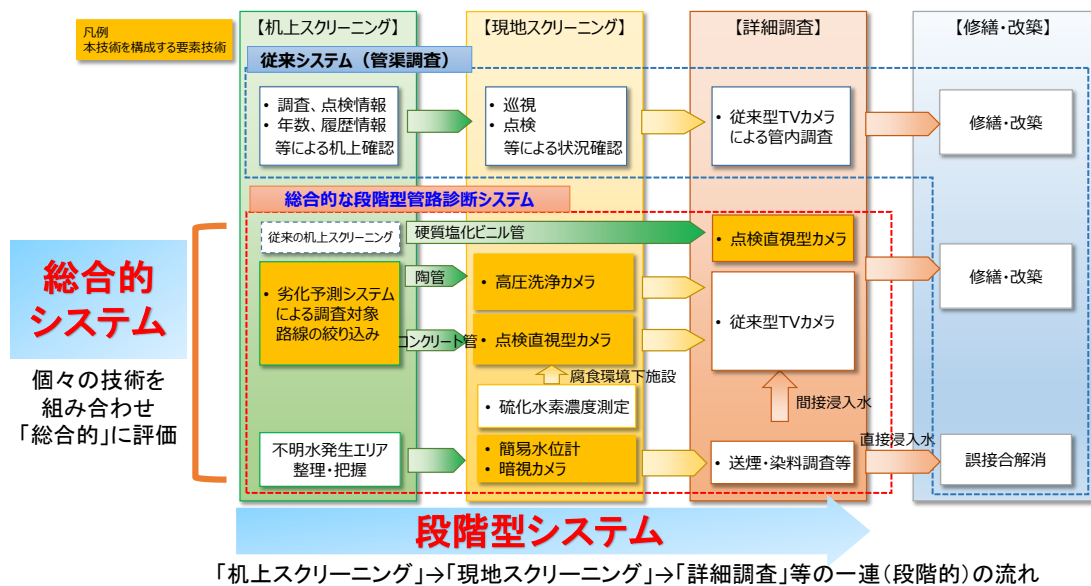 凡例
本技術を構成する要素技術
【机上スクリーニング】
【現地スクリーニング】
【詳細調査】
【修繕・改築】
従来システム（管渠調査）
・ 調査、点検情報
・ 年数、履歴情報
等による机上確認
・ 巡視
・ 点検
等による状況確認
・ 従来型TVカメラ
による管内調査
修繕・改築
総合的な段階型管路診断システム
従来の机上スクリーニング
硬質塩化ビニル管
・ 点検直視型カメラ
・ 劣化予測システム
による調査対象
路線の絞り込み
陶管
・ 高圧洗浄カメラ
コンクリート管
・ 点検直視型カメラ
・ 従来型TVカメラ
修繕・改築
腐食環境下施設
・ 硫化水素濃度測定
間接浸入水
不明水発生エリア
整理・把握
・ 簡易水位計
・ 暗視カメラ
・ 送煙・染料調査等
直接浸入水
誤接合解消
総合的
システム
個々の技術を
組み合わせ
「総合的」に評価
段階型システム
「机上スクリーニング」→「現地スクリーニング」→「詳細調査」等の一連（段階的）の流れ